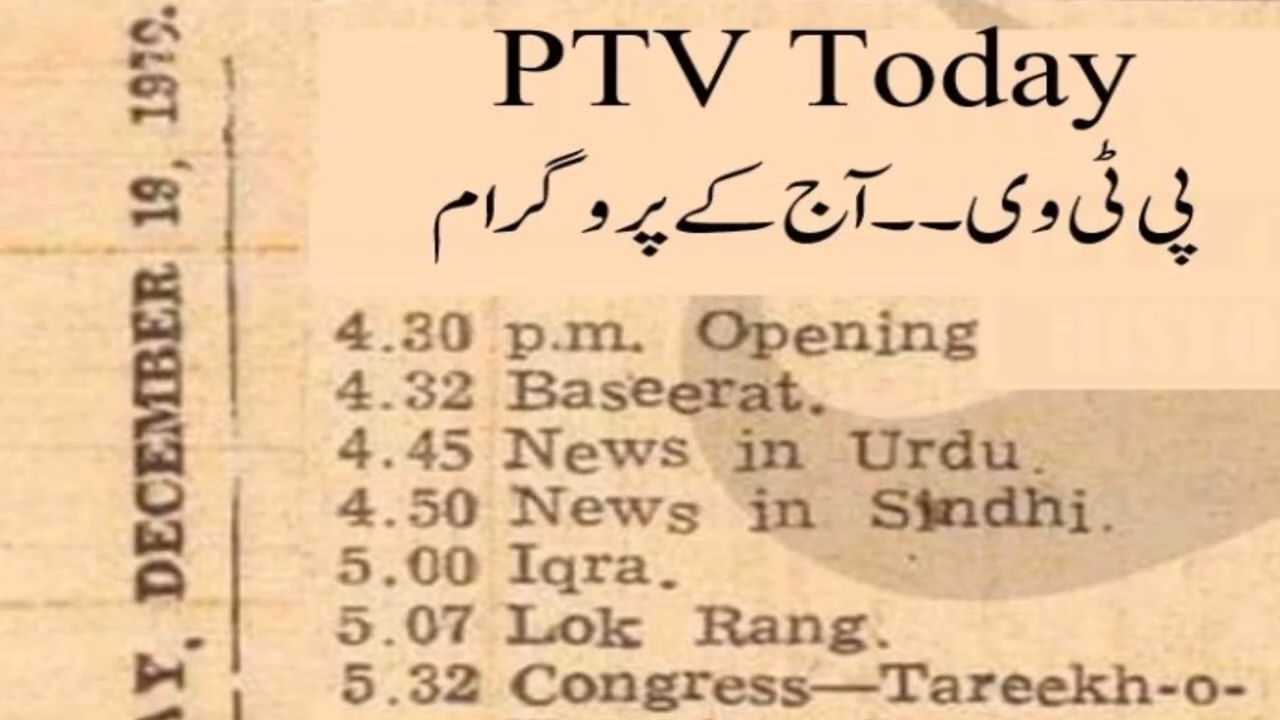 AY, DECEMBER 19, 1979.
PTV Today
پی ٹی وی۔۔آج کے پروگرام
4.30 p.m. Opening
4.32 Baseerat.
4.45 News in Urdu.
4.50 News in Sindhi.
5.00 Iqra.
5.07 Lok Rang.
5.32 Congress—Tareekh-o-